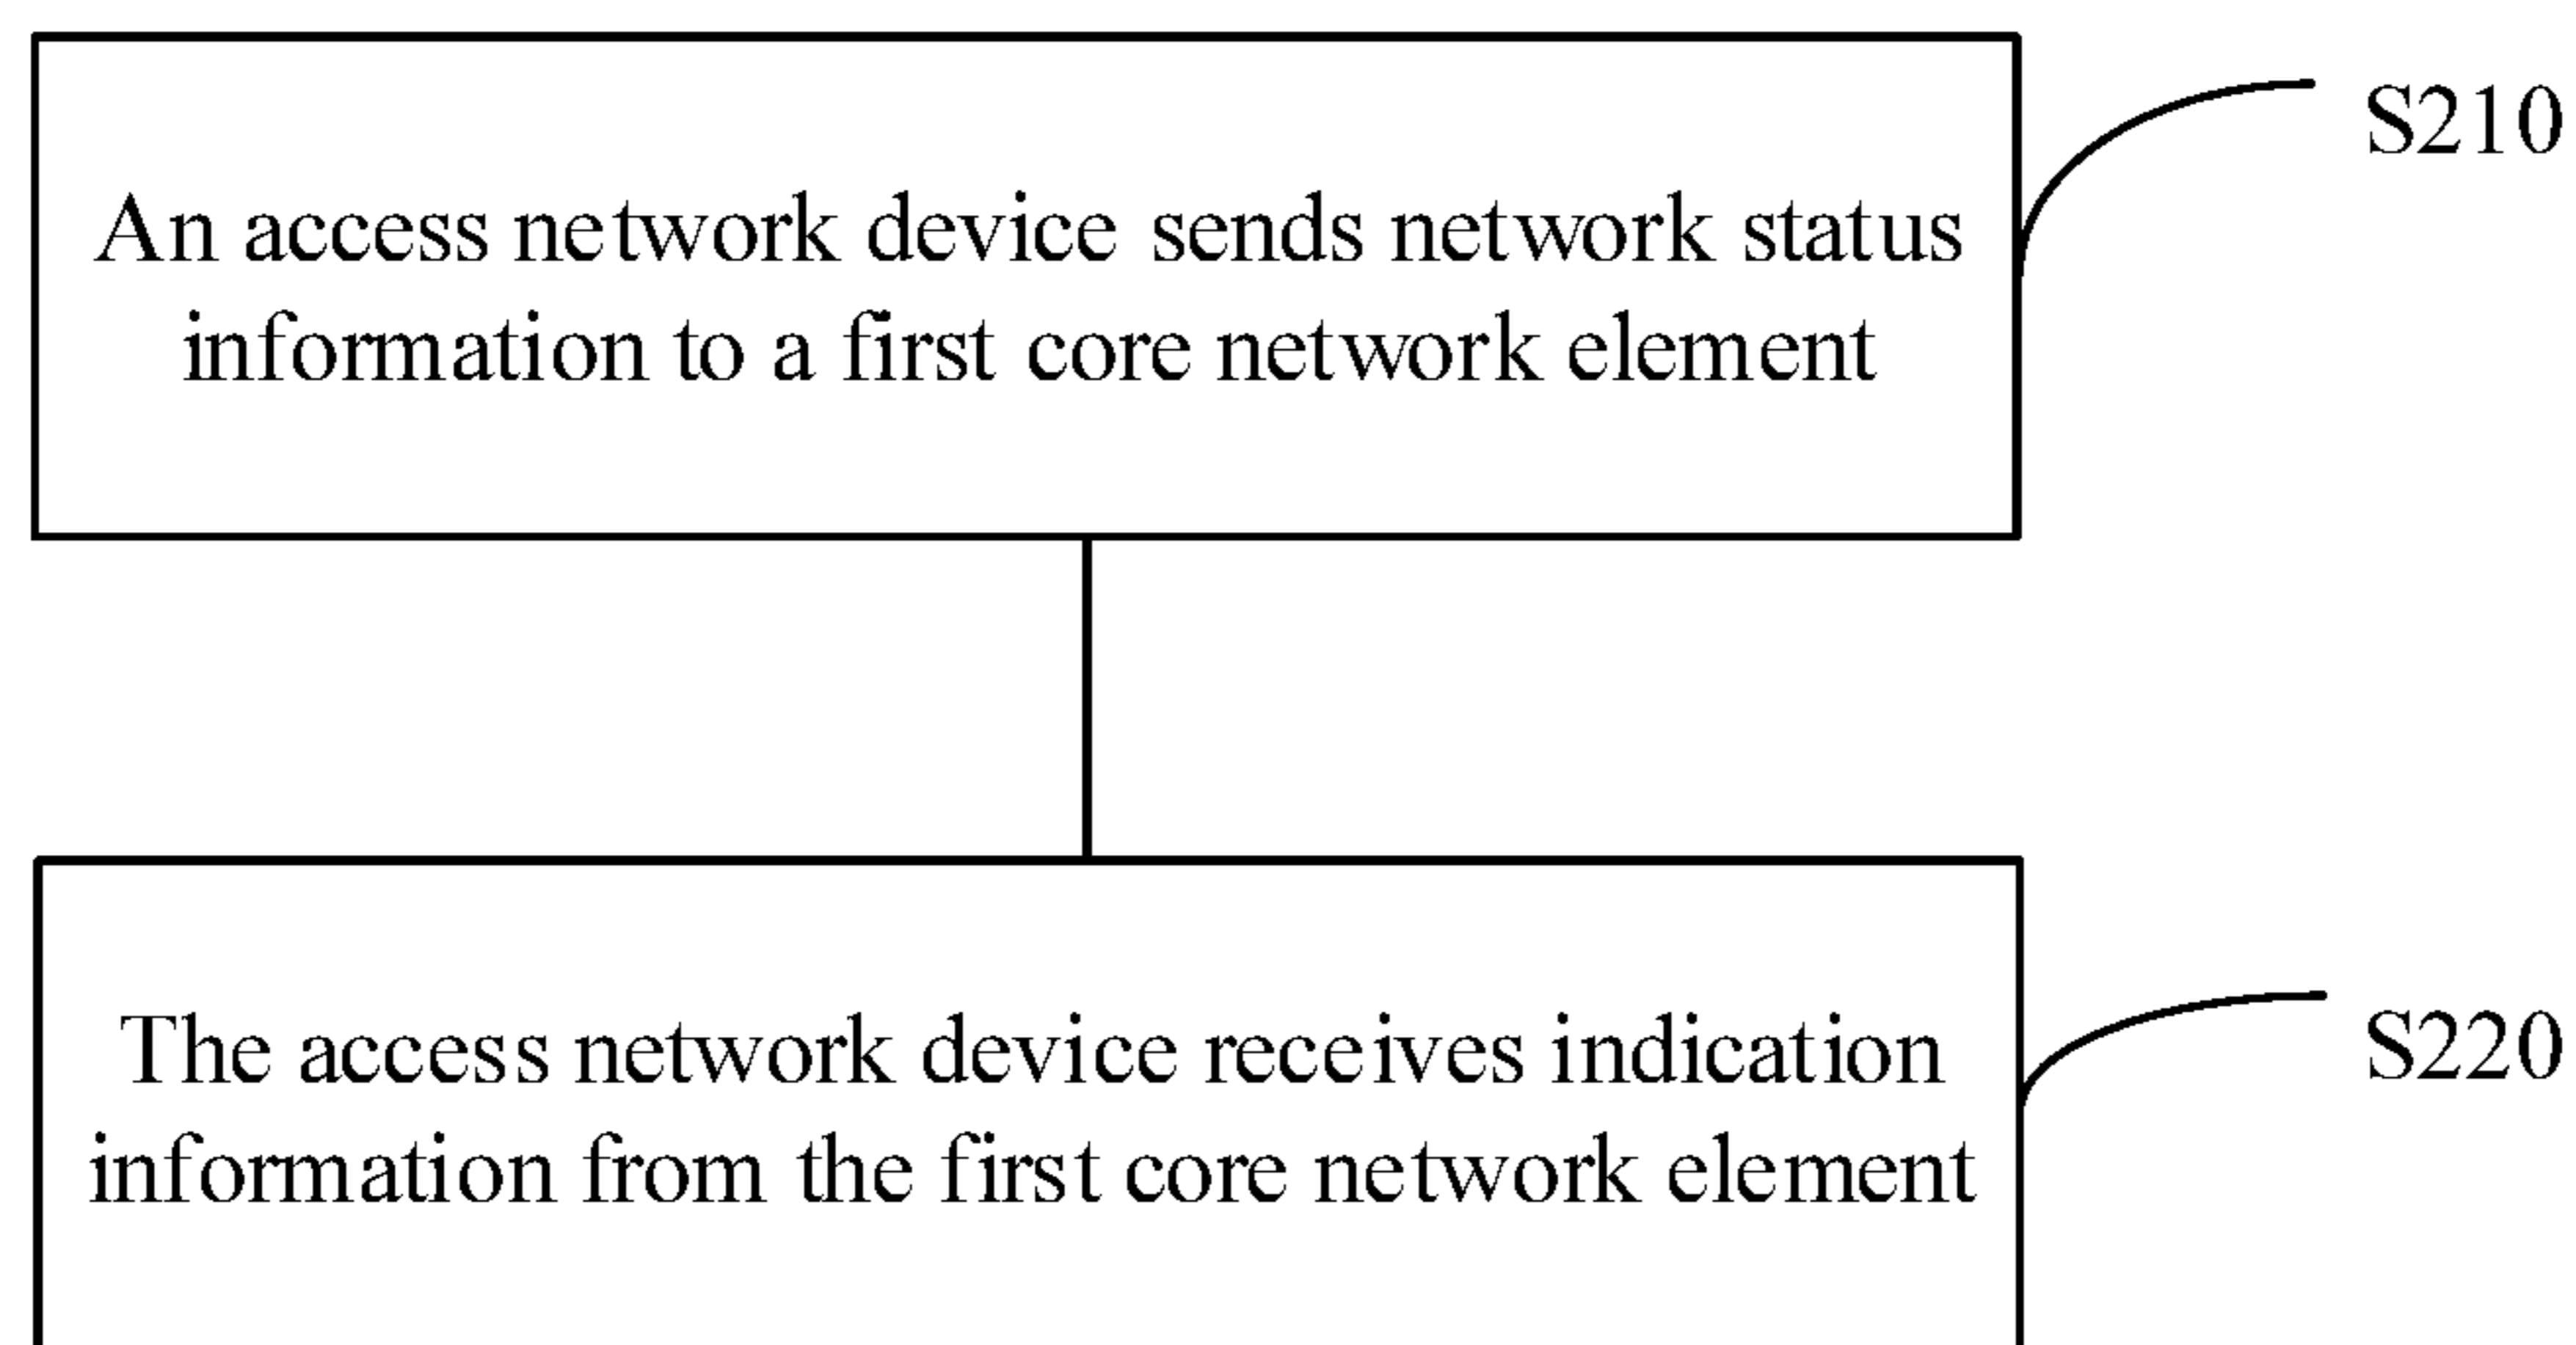 S210
An access network device sends network status
information to a first core network element
S220
The access network device receives indication
information from the first core network element